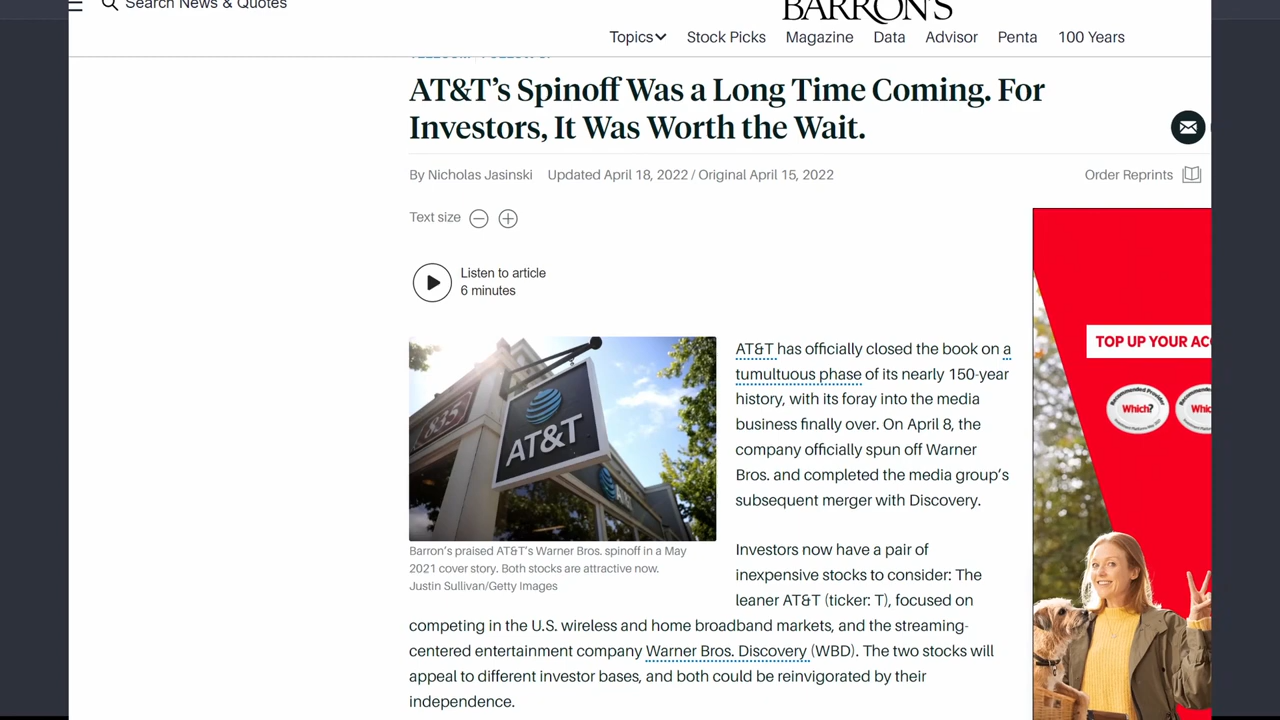 Search News & Quotes
BARRON'S
Topics
Stock Picks
Magazine
Data
Advisor
Penta
100 Years
AT&T's Spinoff Was a Long Time Coming. For
Investors, It Was Worth the Wait.
By Nicholas Jasinski Updated April 18, 2022 / Original April 15, 2022
Order Reprints
Text size
Listen to article
6 minutes
AT&T
AT&T has officially closed the book on a
tumultuous phase of its nearly 150-year
history, with its foray into the media
business finally over. On April 8, the
company officially spun off Warner
Bros. and completed the media group's
subsequent merger with Discovery.
Barron's praised AT&T's Warner Bros. spinoff in a May
2021 cover story. Both stocks are attractive now.
Justin Sullivan/Getty Images
Investors now have a pair of
inexpensive stocks to consider: The
leaner AT&T (ticker: T), focused on
competing in the U.S. wireless and home broadband markets, and the streaming-
centered entertainment company Warner Bros. Discovery (WBD). The two stocks will
appeal to different investor bases, and both could be reinvigorated by their
independence.
TOP UP YOUR AC
Which?